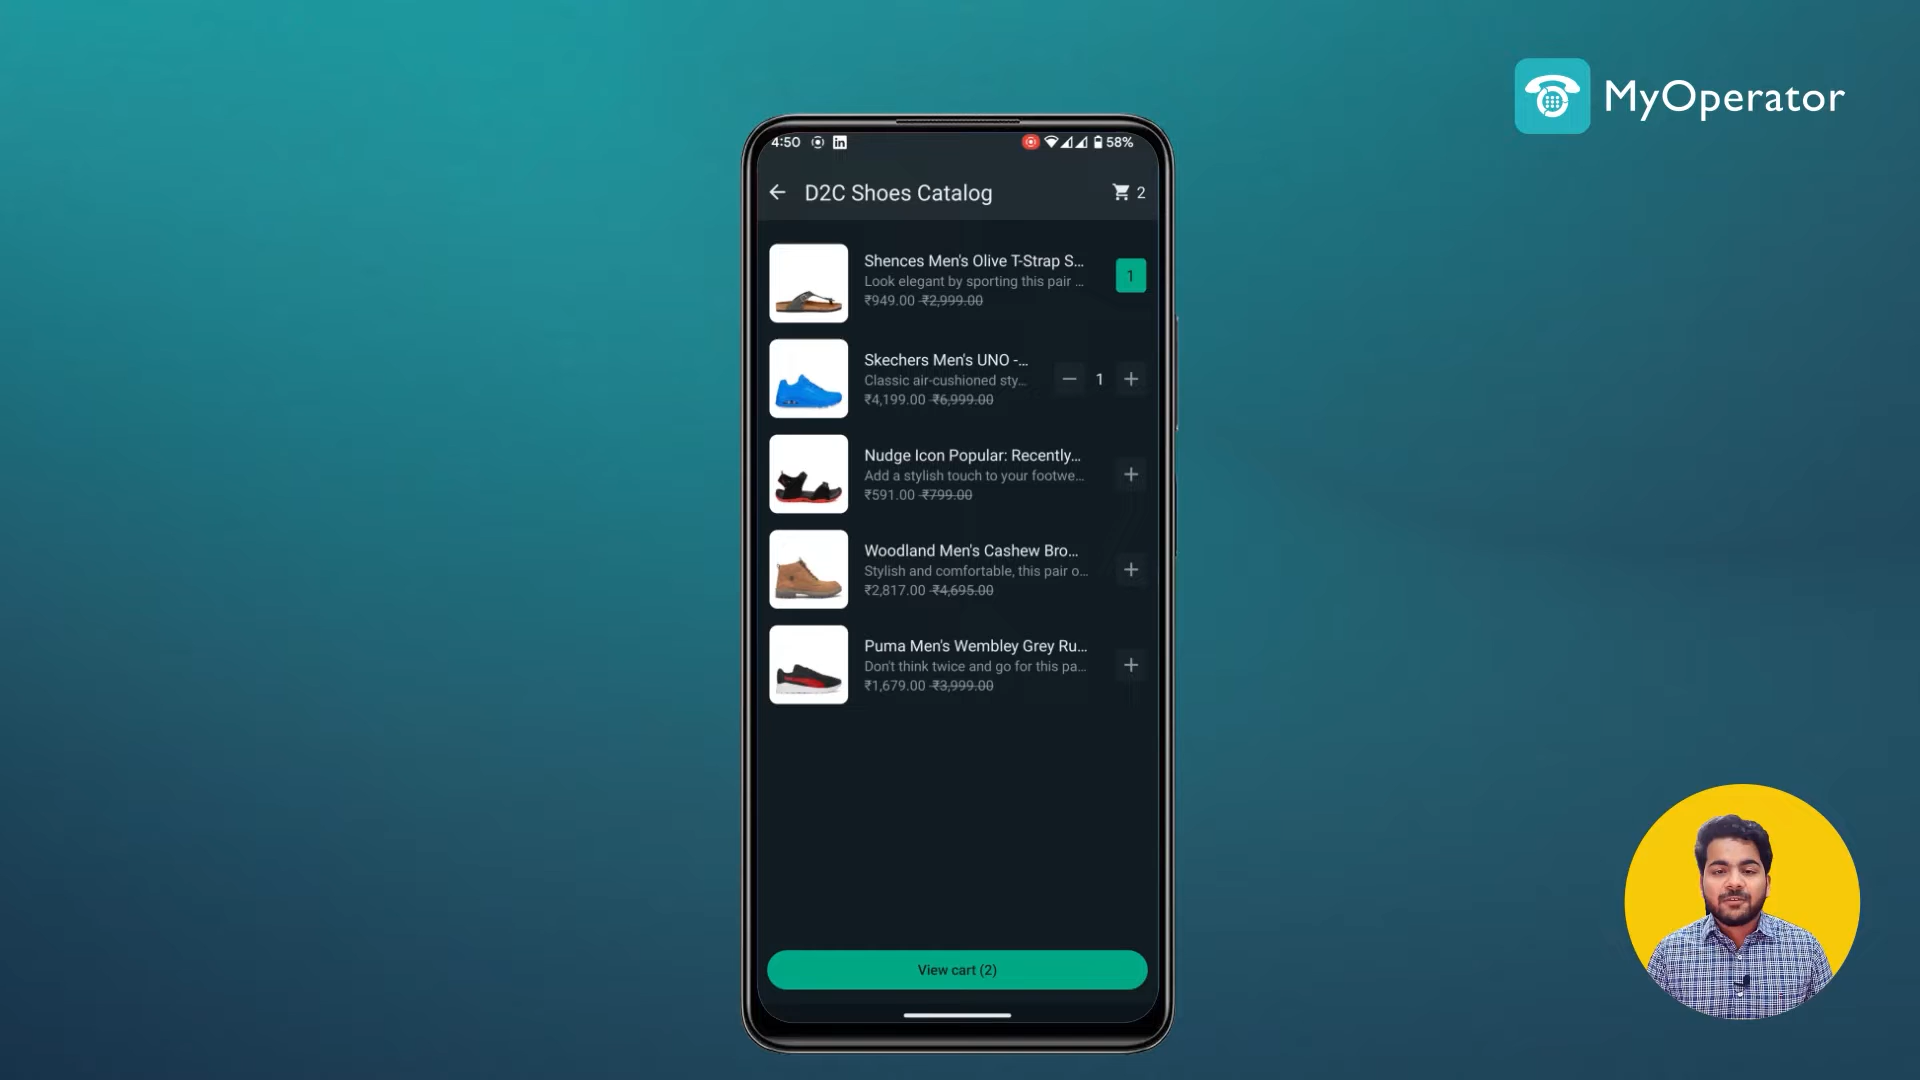 MyOperator
4:50 in 58%
D2C Shoes Catalog 2
Shences Men's Olive T-Strap S...
Look elegant by sporting this pair ...
₹949.00 ₹2,999.00
1
Skechers Men's UNO -...
Classic air-cushioned sty...
₹4,199.00 ₹6,999.00
− 1 +
Nudge Icon Popular: Recently...
Add a stylish touch to your footwe...
₹591.00 ₹799.00
+
Woodland Men's Cashew Bro...
Stylish and comfortable, this pair o...
₹2,817.00 ₹4,695.00
+
Puma Men's Wembley Grey Ru...
Don't think twice and go for this pa...
₹1,679.00 ₹3,999.00
+
View cart (2)